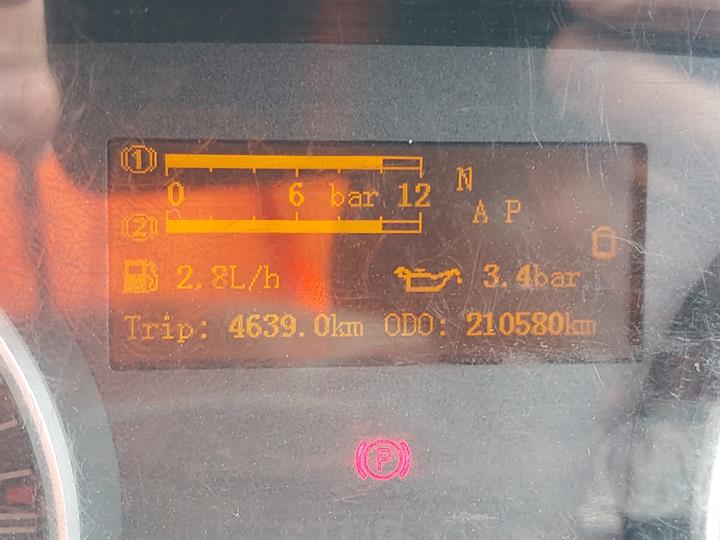 1
0 6 bar 12 N
2 A P
2.8L/h 3.4bar
Trip: 4639.0km ODO: 210580km
P